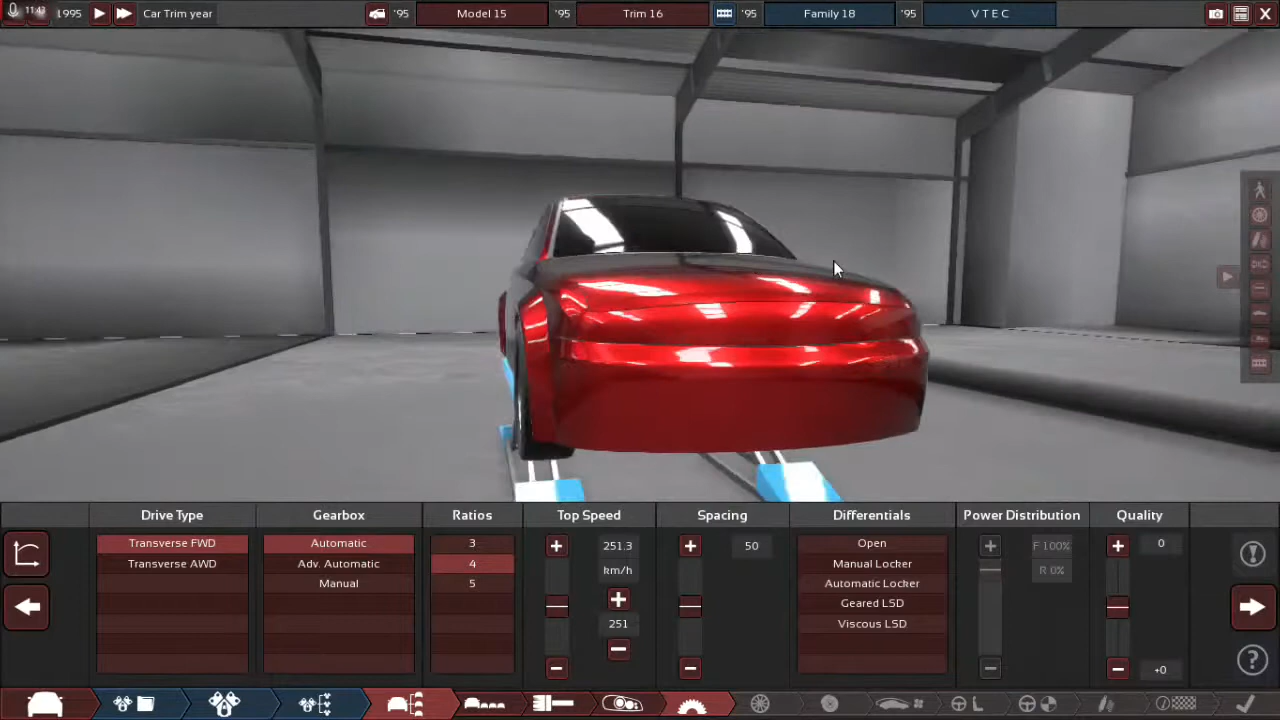 11:43 1995 Car Trim year '95 Model 15 '95 Trim 16 '95 Family 18 '95 V T E C
Drive Type Gearbox Ratios Top Speed Spacing Differentials Power Distribution Quality
Transverse FWD Automatic 3 251.3 50 Open F 100% 0
Transverse AWD Adv. Automatic 4 km/h Manual Locker R 0%
Manual 5 Automatic Locker
Geared LSD
251 Viscous LSD
+0